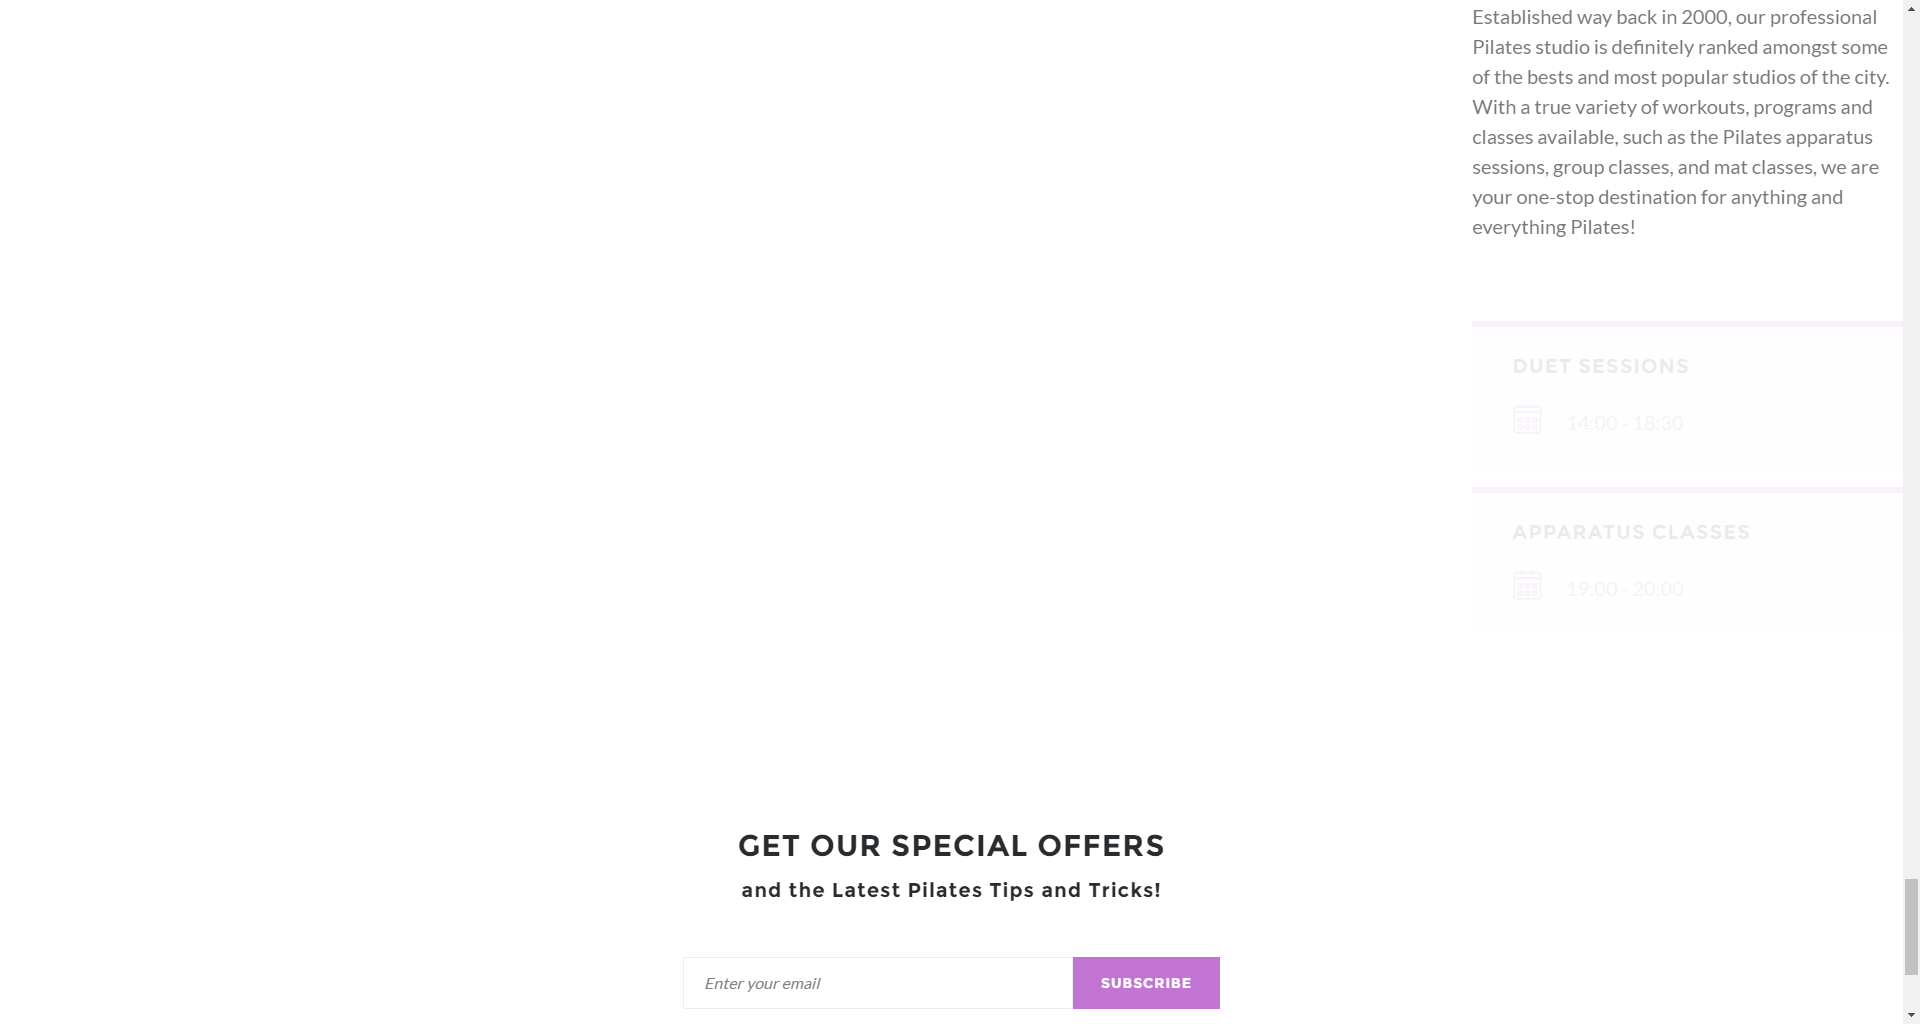 Established way back in 2000, our professional
Pilates studio is definitely ranked amongst some
of the bests and most popular studios of the city.
With a true variety of workouts, programs and
classes available, such as the Pilates apparatus
sessions, group classes, and mat classes, we are
your one-stop destination for anything and
everything Pilates!
DUET SESSIONS
14:00 - 18:30
APPARATUS CLASSES
19:00 - 20:00
GET OUR SPECIAL OFFERS
and the Latest Pilates Tips and Tricks!
Enter your email
SUBSCRIBE